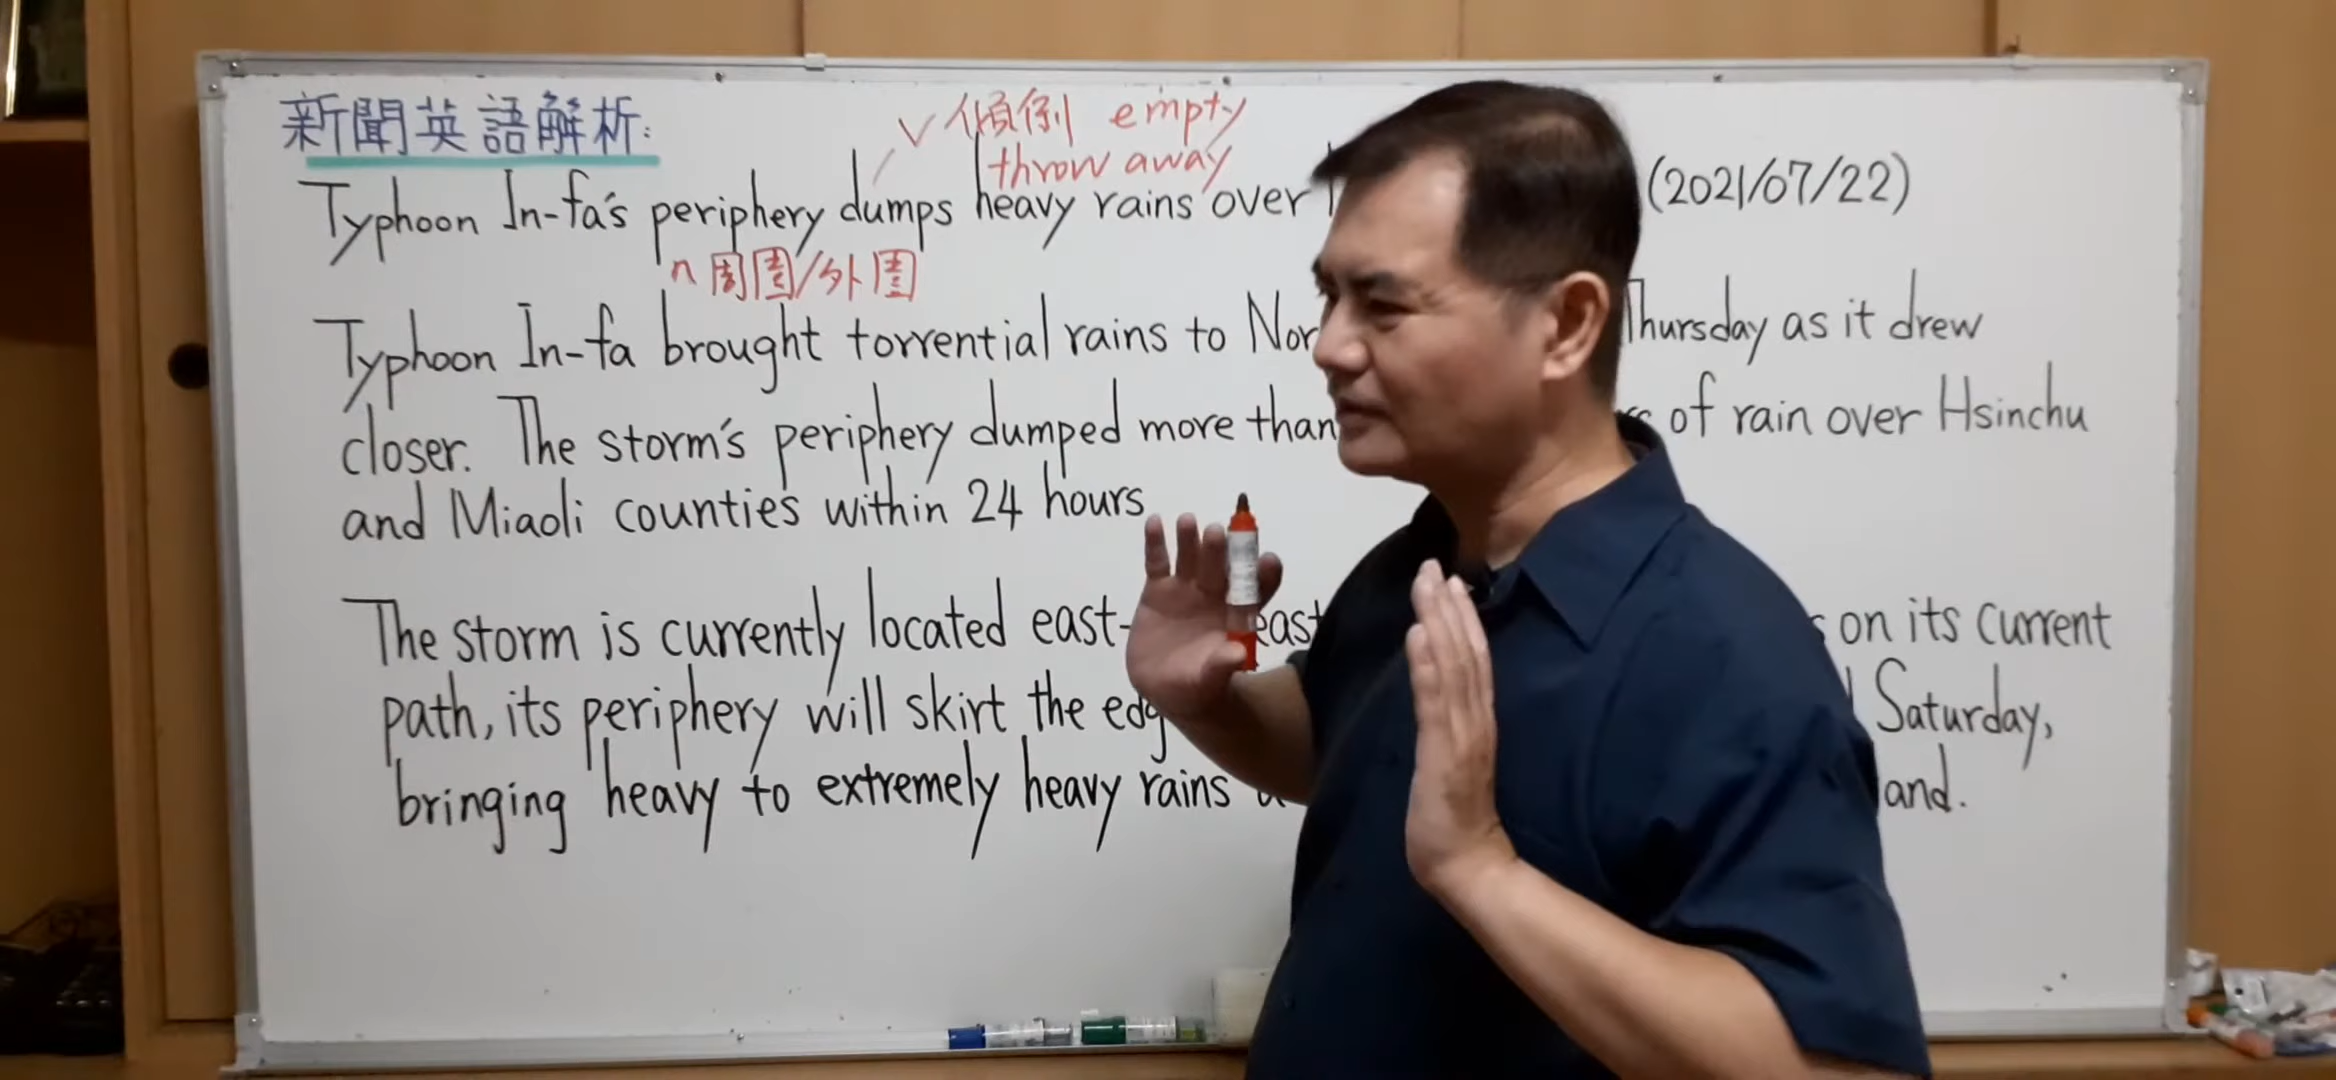 新聞英語解析:
v 傾倒 empty
throw away
Typhoon In-fa's periphery dumps heavy rains over (2021/07/22)
n 周圍/外圍
Typhoon In-fa brought torrential rains to Nor Thursday as it drew
closer. The storm's periphery dumped more than of rain over Hsinchu
and Miaoli counties within 24 hours
The storm is currently located east- east on its current
path, its periphery will skirt the edg Saturday,
bringing heavy to extremely heavy rains and.